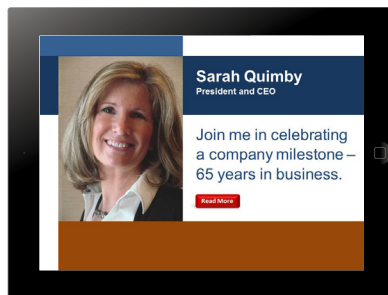 Sarah Quimby
President and CEO
Join me in celebrating
a company milestone –
65 years in business.
Read More